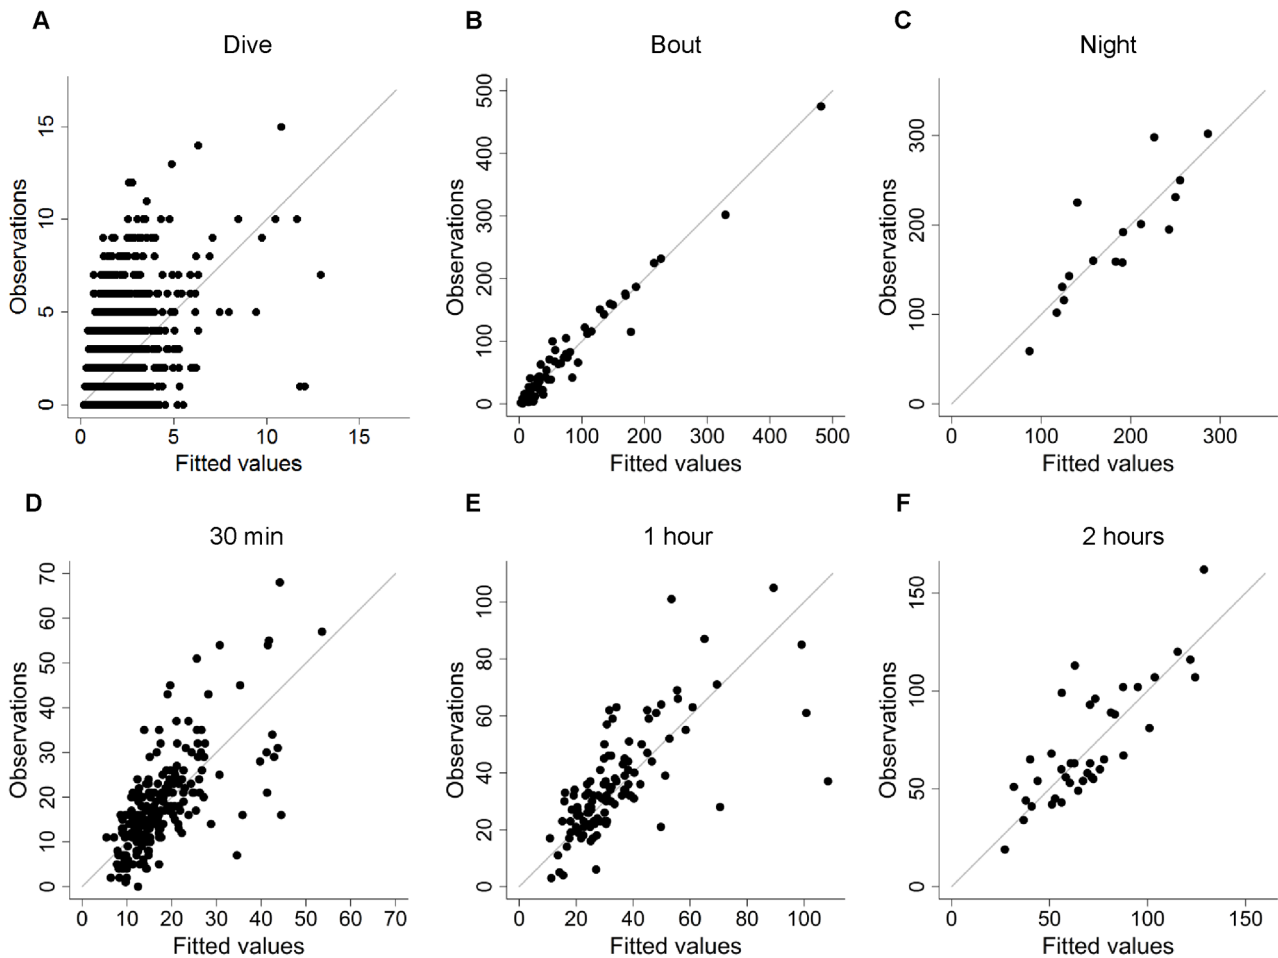 A
Dive
Observations
15
10
5
0
0 5 10 15
Fitted values
B
Bout
Observations
500
400
300
200
100
0
0 100 200 300 400 500
Fitted values
C
Night
Observations
300
200
100
0
0 100 200 300
Fitted values
D
30 min
Observations
70
60
50
40
30
20
10
0
0 10 20 30 40 50 60 70
Fitted values
E
1 hour
Observations
100
80
60
40
20
0
0 20 40 60 80 100
Fitted values
F
2 hours
Observations
150
100
50
0
0 50 100 150
Fitted values